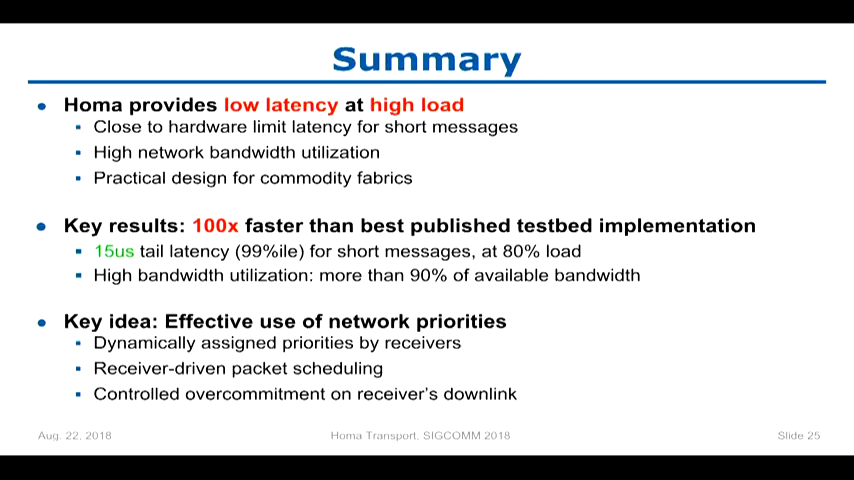 Summary
• Homa provides low latency at high load
▪ Close to hardware limit latency for short messages
▪ High network bandwidth utilization
▪ Practical design for commodity fabrics
• Key results: 100x faster than best published testbed implementation
▪ 15us tail latency (99%ile) for short messages, at 80% load
▪ High bandwidth utilization: more than 90% of available bandwidth
• Key idea: Effective use of network priorities
▪ Dynamically assigned priorities by receivers
▪ Receiver-driven packet scheduling
▪ Controlled overcommitment on receiver's downlink
Aug. 22, 2018 Homa Transport, SIGCOMM 2018 Slide 25